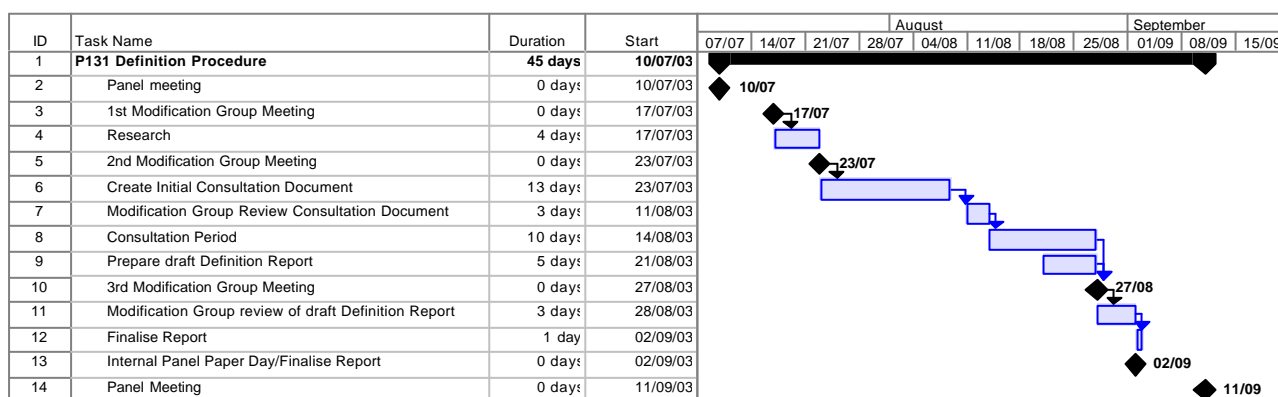 August September
ID Task Name Duration Start 07/07 14/07 21/07 28/07 04/08 11/08 18/08 25/08 01/09 08/09 15/09
1 P131 Definition Procedure 45 days 10/07/03
2 Panel meeting 0 days 10/07/03 10/07
3 1st Modification Group Meeting 0 days 17/07/03 17/07
4 Research 4 days 17/07/03
5 2nd Modification Group Meeting 0 days 23/07/03 23/07
6 Create Initial Consultation Document 13 days 23/07/03
7 Modification Group Review Consultation Document 3 days 11/08/03
8 Consultation Period 10 days 14/08/03
9 Prepare draft Definition Report 5 days 21/08/03
10 3rd Modification Group Meeting 0 days 27/08/03 27/08
11 Modification Group review of draft Definition Report 3 days 28/08/03
12 Finalise Report 1 day 02/09/03
13 Internal Panel Paper Day/Finalise Report 0 days 02/09/03 02/09
14 Panel Meeting 0 days 11/09/03 11/09